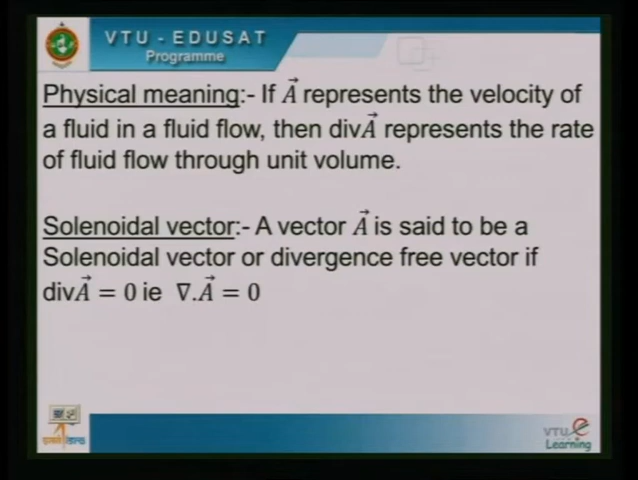 VTU - EDUSAT
Programme
Physical meaning:- If A⃗ represents the velocity of
a fluid in a fluid flow, then divA⃗ represents the rate
of fluid flow through unit volume.
Solenoidal vector:- A vector A⃗ is said to be a
Solenoidal vector or divergence free vector if
divA⃗ = 0 ie ∇.A⃗ = 0
VTU e
Learning